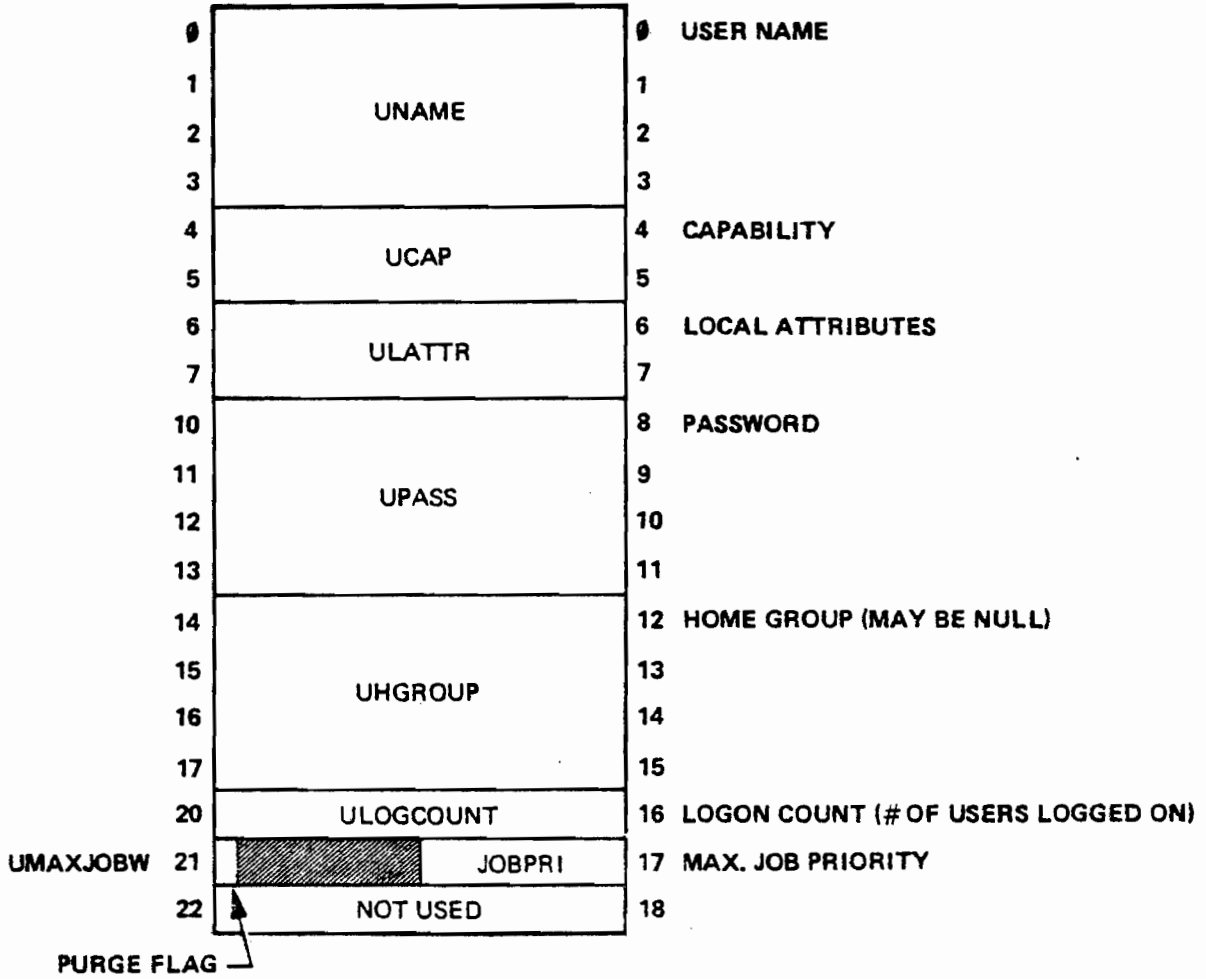 0 0 USER NAME
1 1
UNAME
2 2
3 3
4 4 CAPABILITY
UCAP
5 5
6 6 LOCAL ATTRIBUTES
ULATTR
7 7
10 8 PASSWORD
11 9
UPASS
12 10
13 11
14 12 HOME GROUP (MAY BE NULL)
15 13
UHGROUP
16 14
17 15
20 ULOGCOUNT 16 LOGON COUNT (# OF USERS LOGGED ON)
UMAXJOBW 21 JOBPRI 17 MAX. JOB PRIORITY
22 NOT USED 18
PURGE FLAG